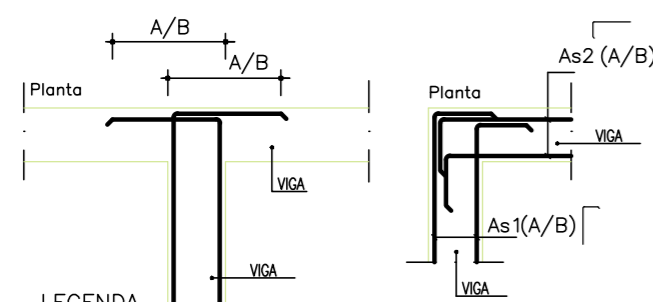 A/B
A/B
Planta
VIGA
VIGA
LEGENDA
As2 (A/B)
Planta
VIGA
As1(A/B)
VIGA